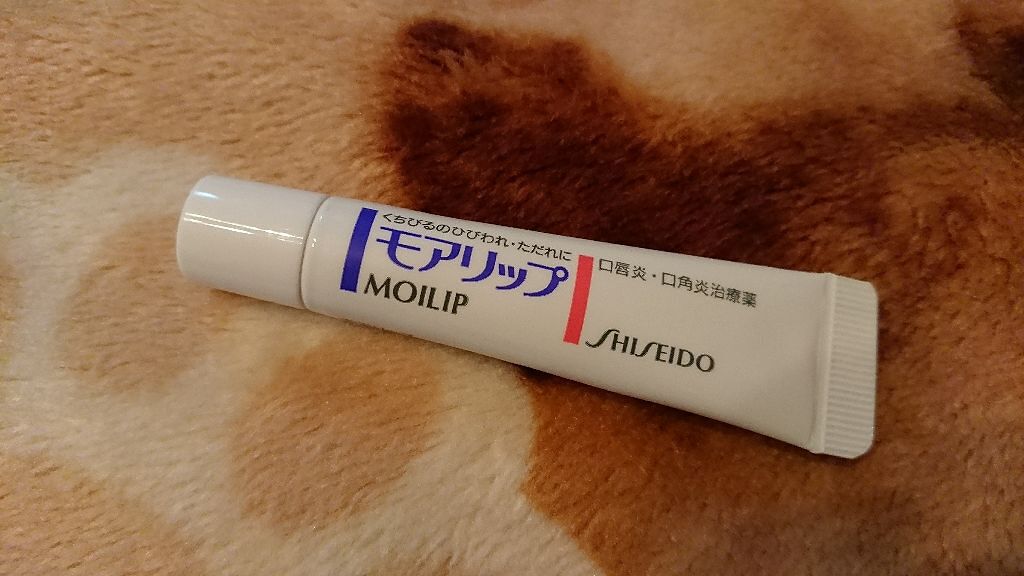 くちびるのひびわれ・ただれに
モアリップ
MOILIP
口唇炎・口角炎治療薬
SHISEIDO